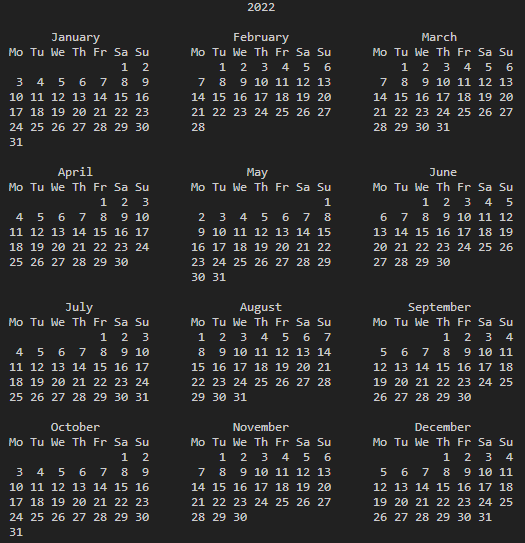 2022
January February March
Mo Tu We Th Fr Sa Su Mo Tu We Th Fr Sa Su Mo Tu We Th Fr Sa Su
1 2 1 2 3 4 5 6 1 2 3 4 5 6
3 4 5 6 7 8 9 7 8 9 10 11 12 13 7 8 9 10 11 12 13
10 11 12 13 14 15 16 14 15 16 17 18 19 20 14 15 16 17 18 19 20
17 18 19 20 21 22 23 21 22 23 24 25 26 27 21 22 23 24 25 26 27
24 25 26 27 28 29 30 28 28 29 30 31
31
April May June
Mo Tu We Th Fr Sa Su Mo Tu We Th Fr Sa Su Mo Tu We Th Fr Sa Su
1 2 3 1 1 2 3 4 5
4 5 6 7 8 9 10 2 3 4 5 6 7 8 6 7 8 9 10 11 12
11 12 13 14 15 16 17 9 10 11 12 13 14 15 13 14 15 16 17 18 19
18 19 20 21 22 23 24 16 17 18 19 20 21 22 20 21 22 23 24 25 26
25 26 27 28 29 30 23 24 25 26 27 28 29 27 28 29 30
30 31
July August September
Mo Tu We Th Fr Sa Su Mo Tu We Th Fr Sa Su Mo Tu We Th Fr Sa Su
1 2 3 1 2 3 4 5 6 7 1 2 3 4
4 5 6 7 8 9 10 8 9 10 11 12 13 14 5 6 7 8 9 10 11
11 12 13 14 15 16 17 15 16 17 18 19 20 21 12 13 14 15 16 17 18
18 19 20 21 22 23 24 22 23 24 25 26 27 28 19 20 21 22 23 24 25
25 26 27 28 29 30 31 29 30 31 26 27 28 29 30
October November December
Mo Tu We Th Fr Sa Su Mo Tu We Th Fr Sa Su Mo Tu We Th Fr Sa Su
1 2 1 2 3 4 5 6 1 2 3 4
3 4 5 6 7 8 9 7 8 9 10 11 12 13 5 6 7 8 9 10 11
10 11 12 13 14 15 16 14 15 16 17 18 19 20 12 13 14 15 16 17 18
17 18 19 20 21 22 23 21 22 23 24 25 26 27 19 20 21 22 23 24 25
24 25 26 27 28 29 30 28 29 30 26 27 28 29 30 31
31